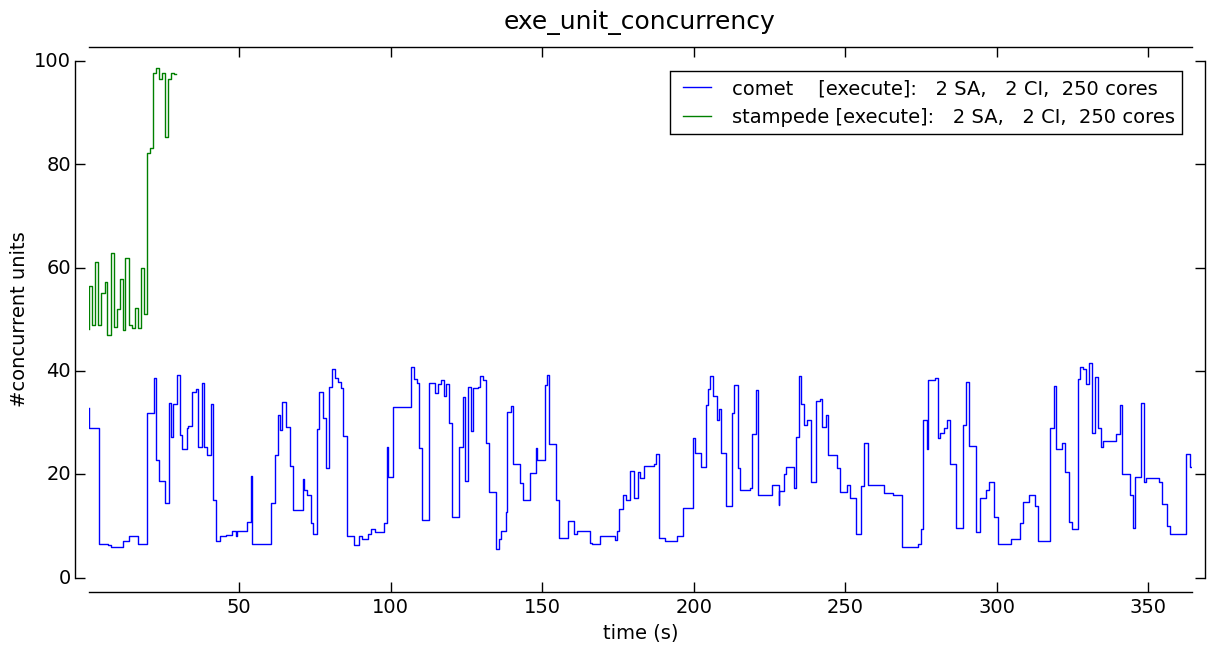 exe_unit_concurrency
comet [execute]: 2 SA, 2 CI, 250 cores
stampede [execute]: 2 SA, 2 CI, 250 cores
100
80
60
40
20
0
#concurrent units
50 100 150 200 250 300 350
time (s)